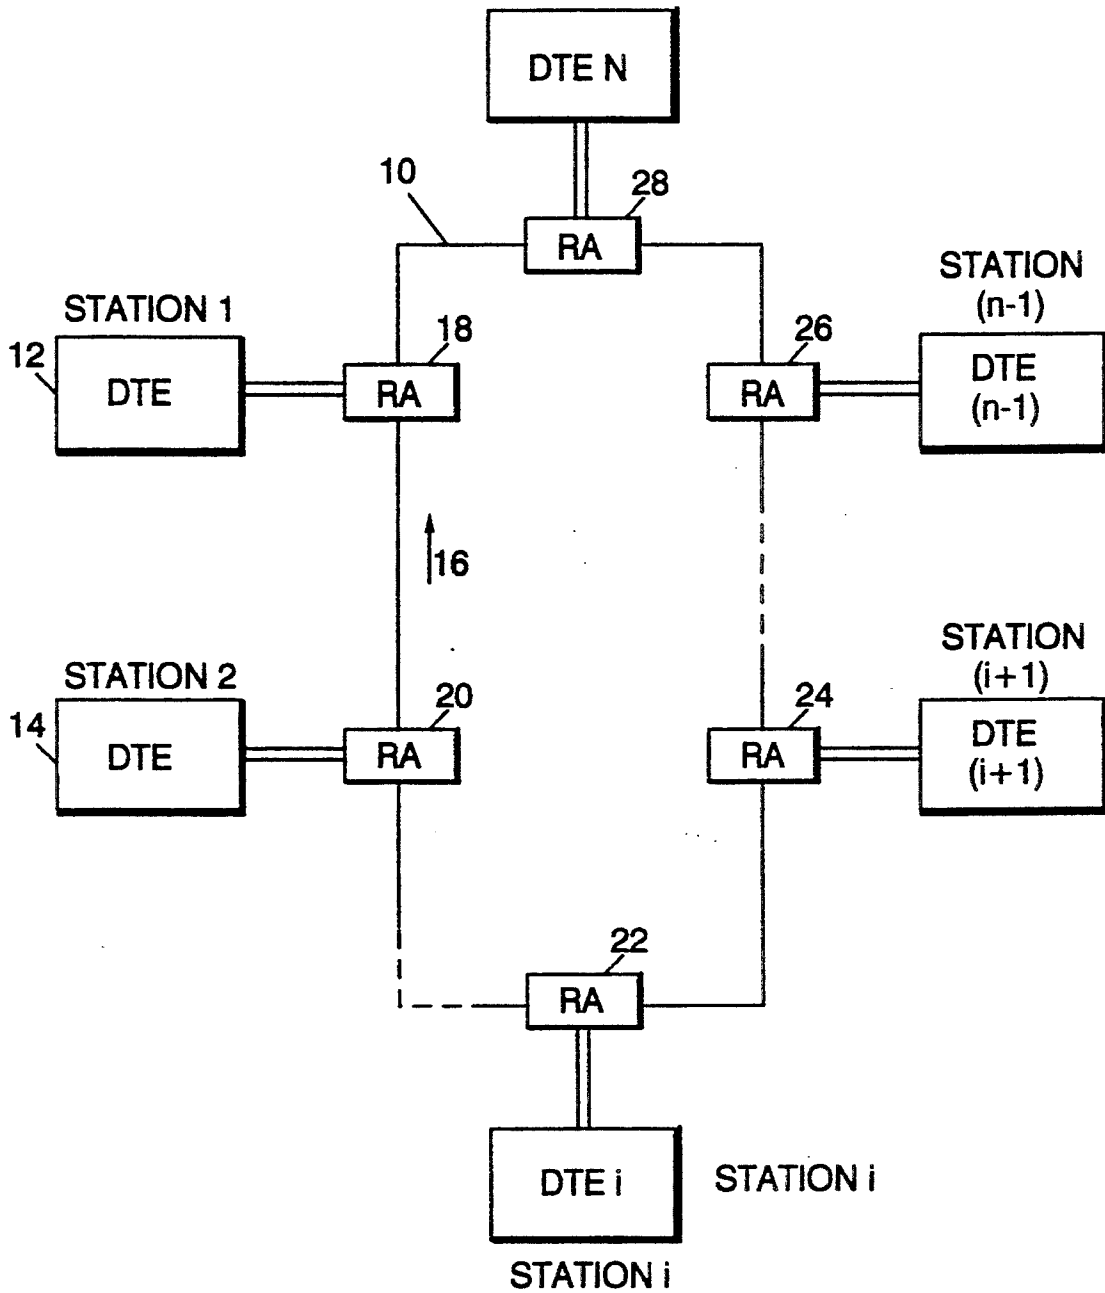 DTE N
10
28
RA
STATION 1
12
DTE
18
RA
26
RA
STATION
(n-1)
DTE
(n-1)
16
STATION 2
14
DTE
20
RA
24
RA
STATION
(i+1)
DTE
(i+1)
22
RA
DTE i
STATION i
STATION i